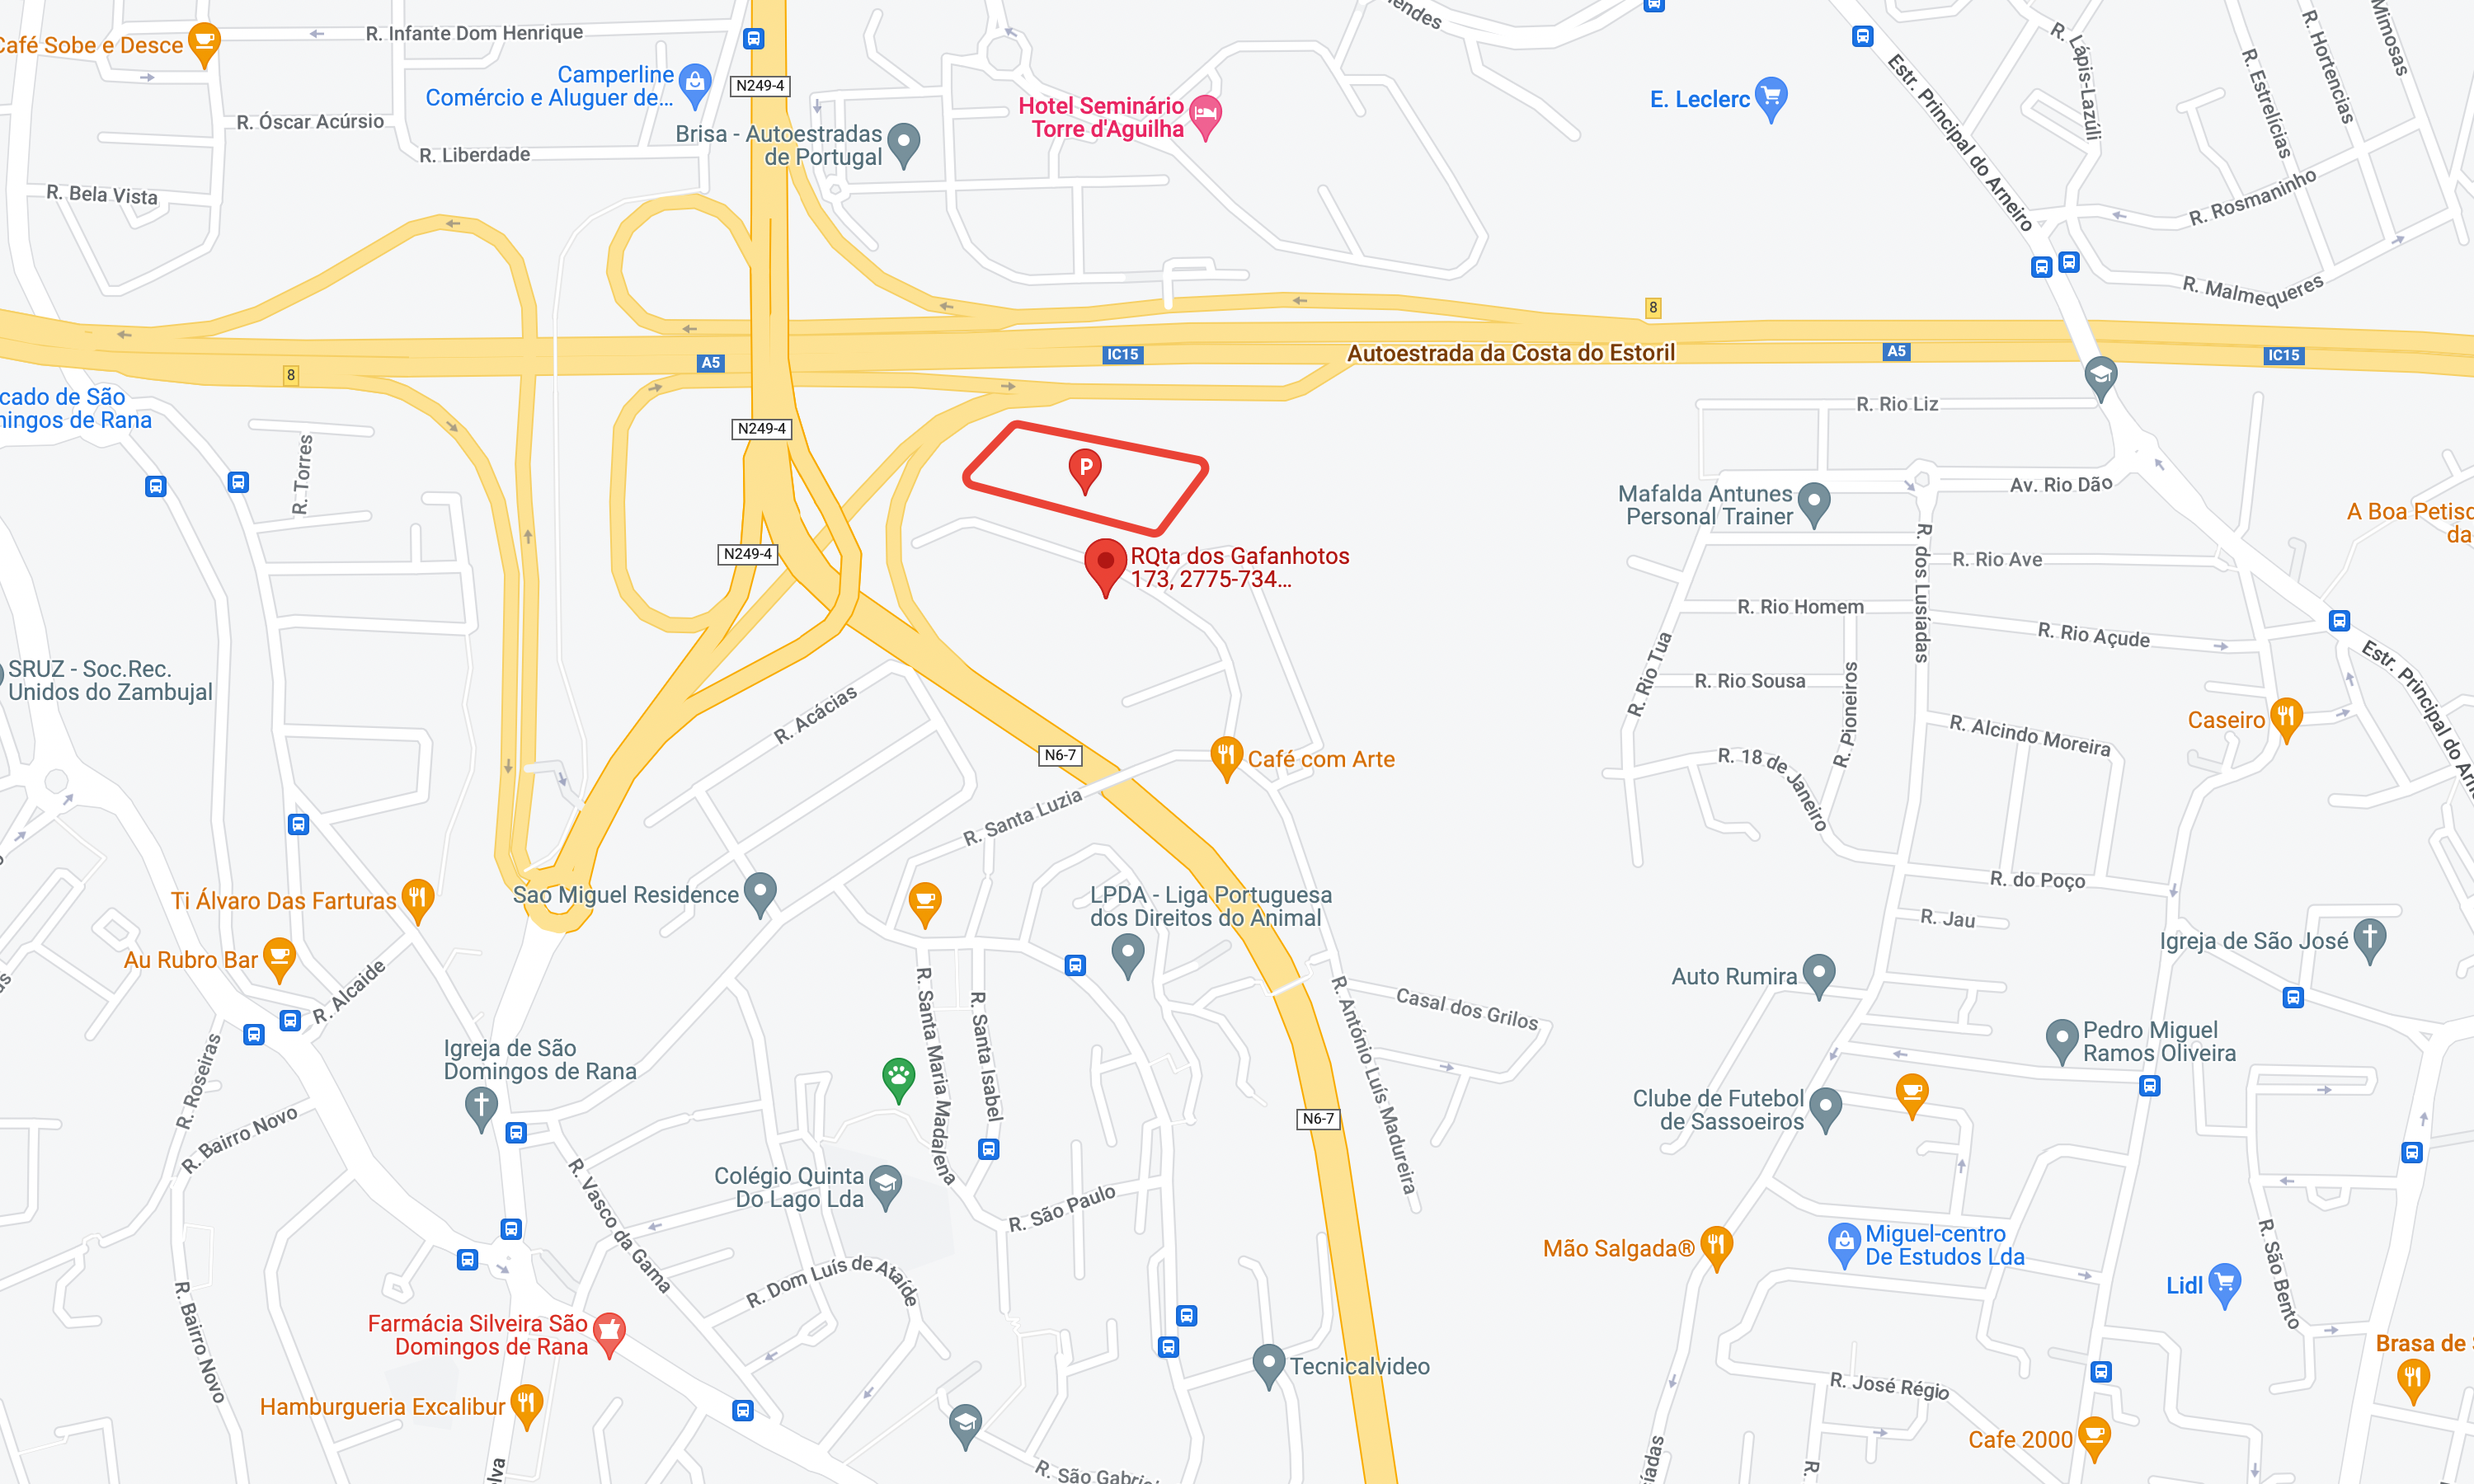 R. Infante Dom Henrique
Café Sobe e Desce
Camperline
Comércio e Aluguer de...
N249-4
R. Óscar Acúrsio
R. Liberdade
Brisa - Autoestradas
de Portugal
R. Bela Vista
Hotel Seminário
Torre d'Aguilha
E. Leclerc
Estr. Principal do Arneiro
R. Lápis-Lazúli
R. Estrelícias
R. Hortencias
Mimosas
R. Rosmaninho
R. Malmequeres
8
8
A5
IC15
Autoestrada da Costa do Estoril
A5
IC15
cado de São
mingos de Rana
R. Torres
N249-4
N249-4
P
RQta dos Gafanhotos
173, 2775-734...
R. Rio Liz
Av. Rio Dão
Mafalda Antunes
Personal Trainer
A Boa Petisc
da
R. dos Lusíadas
R. Rio Ave
R. Rio Homem
R. Rio Açude
R. Rio Tua
R. Rio Sousa
R. Pioneiros
R. Alcindo Moreira
R. 18 de Janeiro
Caseiro
Estr. Principal do Arn
SRUZ - Soc.Rec.
Unidos do Zambujal
R. Acácias
N6-7
Café com Arte
R. Santa Luzia
R. do Poço
R. Jau
Igreja de São José
Ti Álvaro Das Farturas
Sao Miguel Residence
LPDA - Liga Portuguesa
dos Direitos do Animal
Au Rubro Bar
R. Alcaide
Auto Rumira
Casal dos Grilos
R. António Luís Madureira
R. Santa Maria Madalena
R. Santa Isabel
Igreja de São
Domingos de Rana
Pedro Miguel
Ramos Oliveira
R. Roseiras
R. Bairro Novo
N6-7
Clube de Futebol
de Sassoeiros
Colégio Quinta
Do Lago Lda
R. Vasco da Gama
R. São Paulo
R. Dom Luís de Ataíde
Mão Salgada®
Miguel-centro
De Estudos Lda
Lidl
R. São Bento
R. Bairro Novo
Farmácia Silveira São
Domingos de Rana
Hamburgueria Excalibur
Tecnicalvideo
R. José Régio
Brasa de
Cafe 2000
R. São Gabriel
lva
íadas
R.